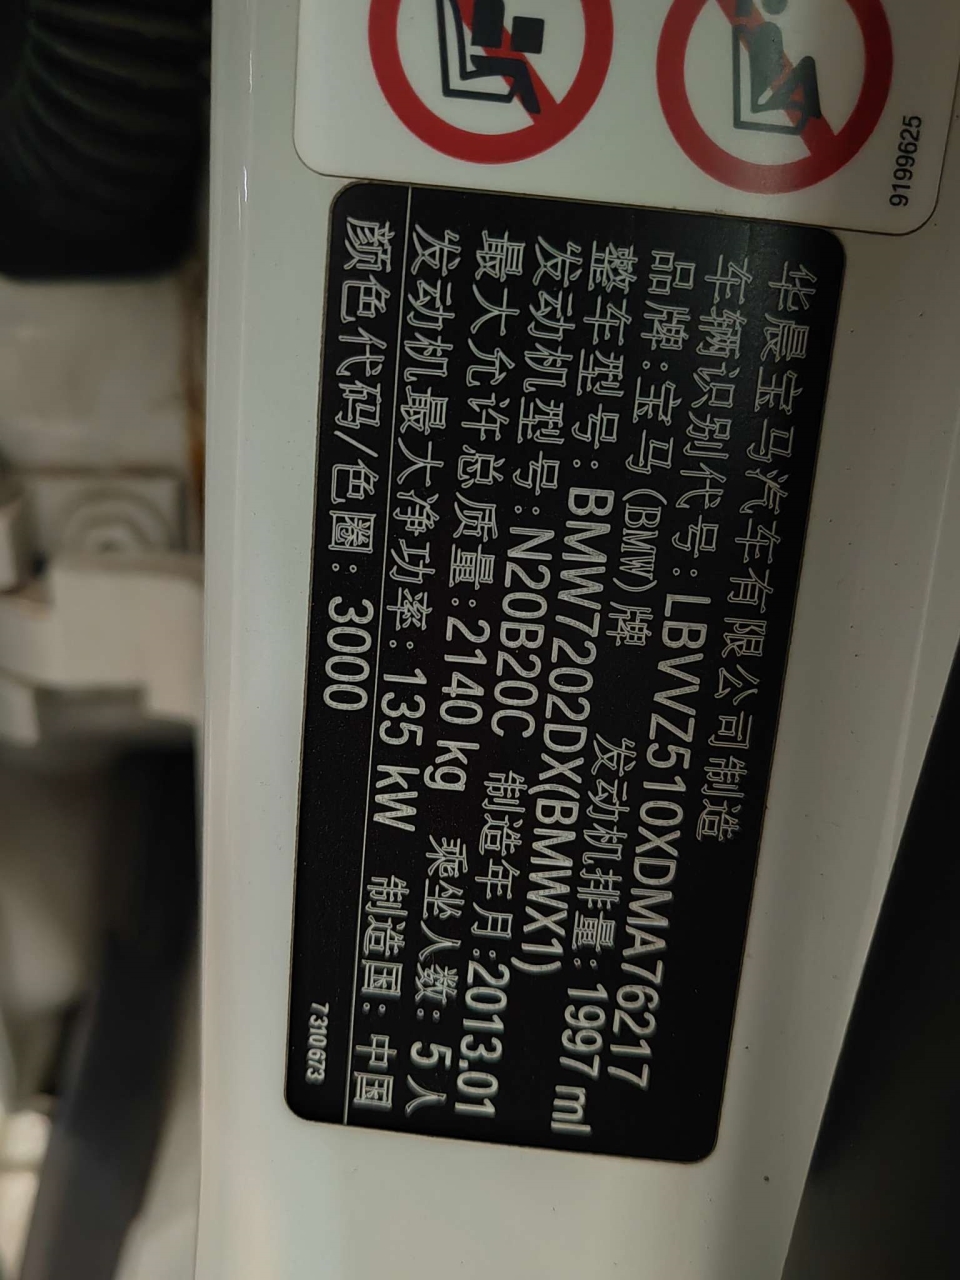 9199625
华晨宝马汽车有限公司制造
车辆识别代号:LBVVZ510XDMA76217
品牌:宝马(BMW)牌 发动机排量:1997 ml
整车型号:BMW7202DX(BMWX1)
发动机型号:N20B20C 制造年月:2013.01
最大允许总质量:2140 kg 乘坐人数:5人
发动机最大净功率:135 kW 制造国:中国
颜色代码/色圈:3000
7310673